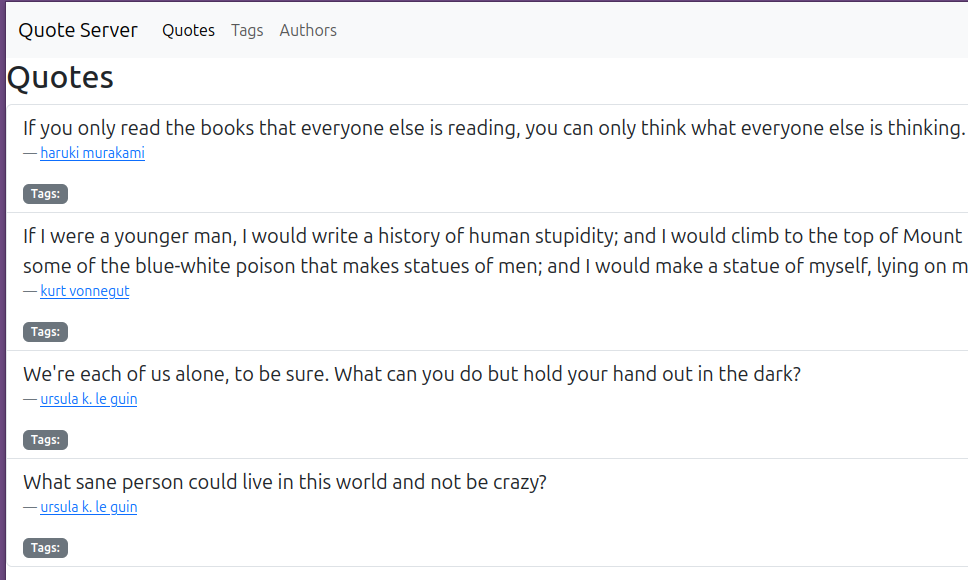 Quote Server Quotes Tags Authors
Quotes
If you only read the books that everyone else is reading, you can only think what everyone else is thinking.
— haruki murakami
Tags:
If I were a younger man, I would write a history of human stupidity; and I would climb to the top of Mount
some of the blue-white poison that makes statues of men; and I would make a statue of myself, lying on
— kurt vonnegut
Tags:
We're each of us alone, to be sure. What can you do but hold your hand out in the dark?
— ursula k. le guin
Tags:
What sane person could live in this world and not be crazy?
— ursula k. le guin
Tags: